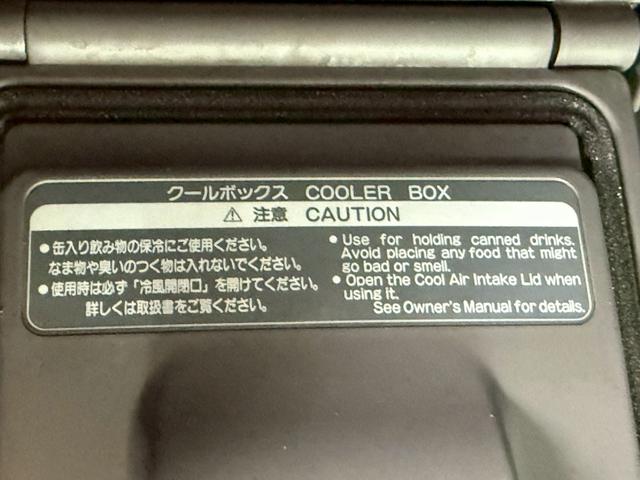 クールボックス COOLER BOX
⚠ 注意 CAUTION
●缶入り飲み物の保冷にご使用ください。
なま物や臭いのつく物は入れないでください。
●使用時は必ず「冷風開閉口」を開けてください。
詳しくは取扱書をご覧ください。
●Use for holding canned drinks.
Avoid placing any food that might
go bad or smell.
●Open the Cool Air Intake Lid when
using it.
See Owner's Manual for details.